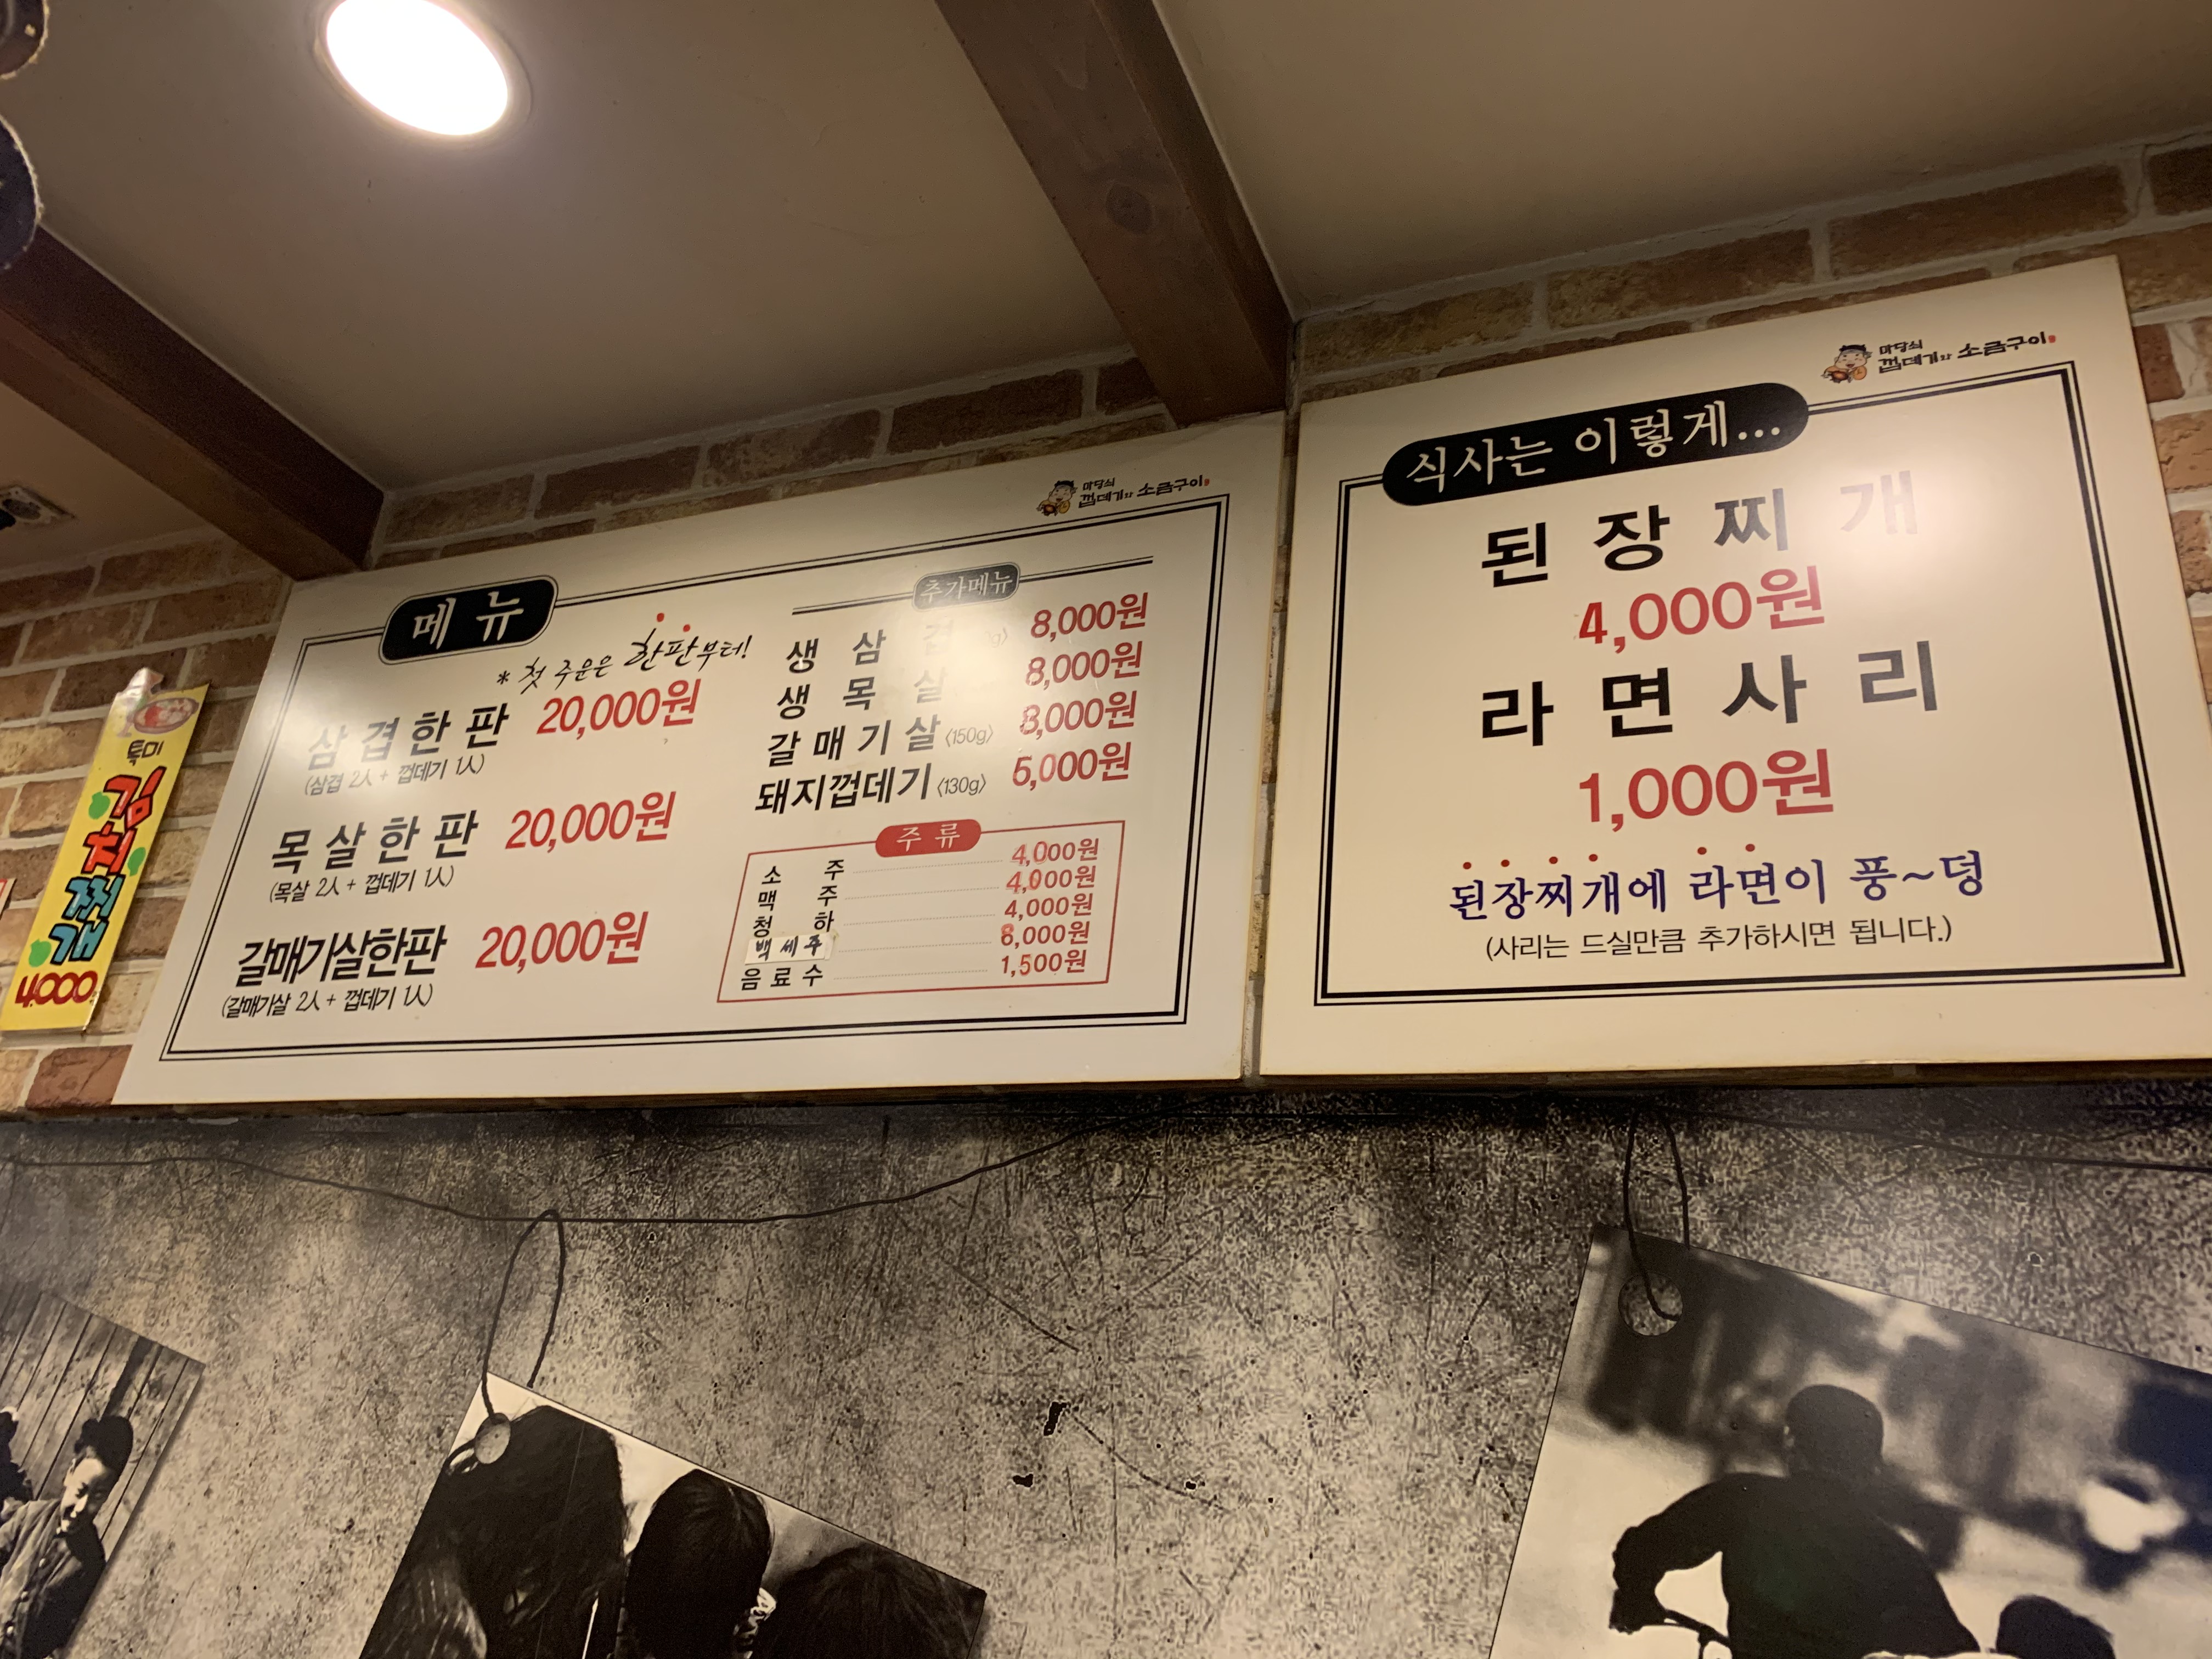 특미
김찌초김
4000
마당쇠
껍데기와 소금구이
메뉴
* 첫 주문은 한판부터!
삼겹한판 20,000원
(삼겹 2人 + 껍데기 1人)
목살한판 20,000원
(목살 2人 + 껍데기 1人)
갈매기살한판 20,000원
(갈매기살 2人 + 껍데기 1人)
추가메뉴
생삼겹 8,000원
생목살 8,000원
갈매기살 〈150g〉 8,000원
돼지껍데기 〈130g〉 5,000원
주류
소주 4,000원
맥주 4,000원
청하 4,000원
백세주 8,000원
음료수 1,500원
마당쇠
껍데기와 소금구이
식사는 이렇게...
된장찌개
4,000원
라면사리
1,000원
된장찌개에 라면이 풍~덩
(사리는 드실만큼 추가하시면 됩니다.)